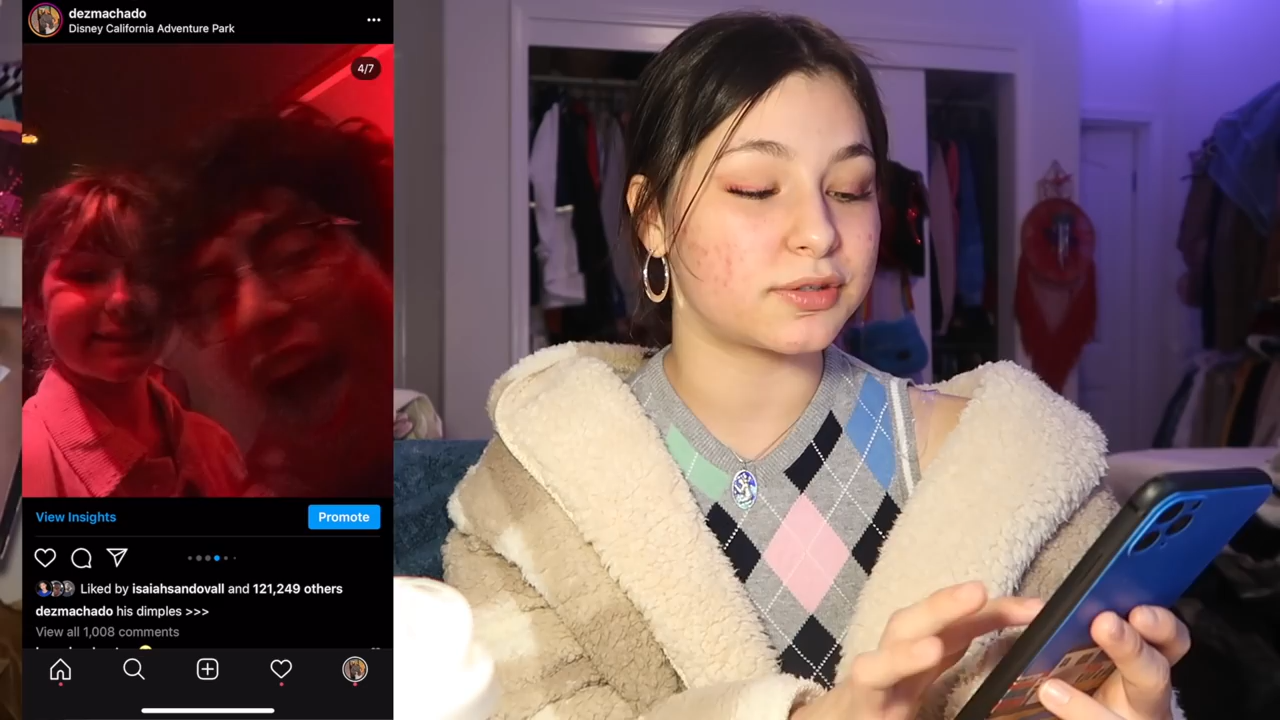 dezmachado
Disney California Adventure Park
4/7
View Insights
Promote
Liked by isaiahsandovall and 121,249 others
dezmachado his dimples >>>
View all 1,008 comments